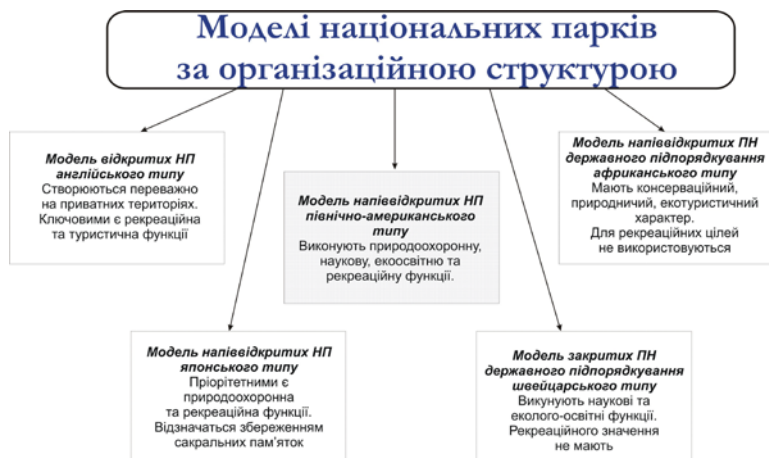 Моделі національних парків
за організаційною структурою
Модель відкритих НП
англійського типу
Створюються переважно
на приватних територіях.
Ключовими є рекреаційна
та туристична функції
Модель напіввідкритих НП
північно-американського
типу
Виконують природоохоронну,
наукову, екоосвітню та
рекреаційну функції.
Модель напіввідкритих ПН
державного підпорядкування
африканського типу
Мають консерваційний,
природничий, екотуристичний
характер.
Для рекреаційних цілей
не використовуються
Модель напіввідкритих НП
японського типу
Пріорітетними є
природоохоронна
та рекреаційна функції.
Відзначаться збереженням
сакральних пам'яток
Модель закритих ПН
державного підпорядкування
швейцарського типу
Викунують наукові та
еколого-освітні функції.
Рекреаційного значення
не мають